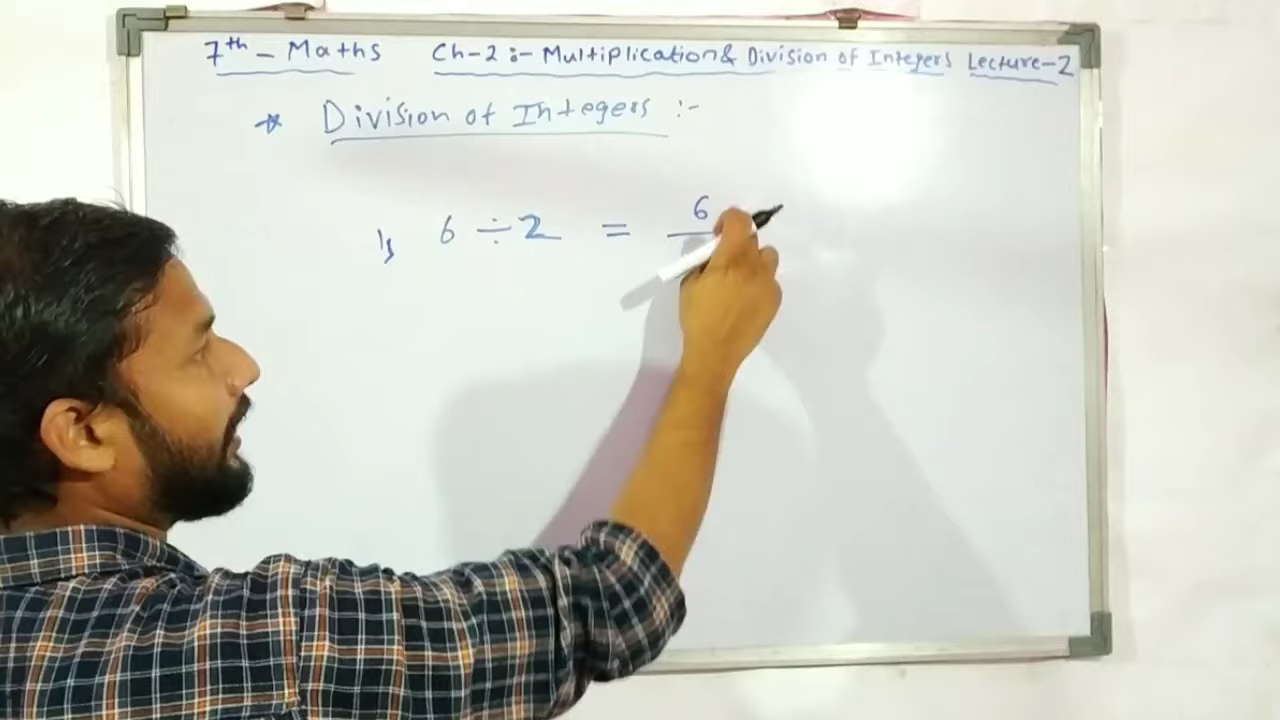 7th - Maths Ch-2 :- Multiplication & Division of Integers Lecture-2
* Division of Integers :-
1) 6 ÷ 2 = 6